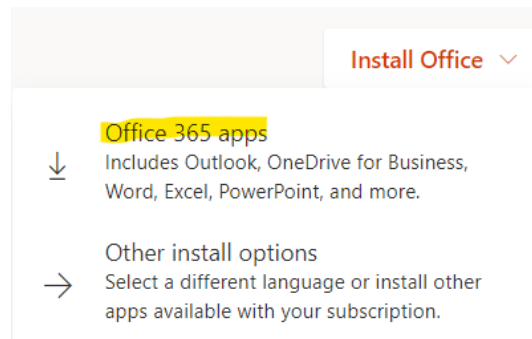 Install Office
Office 365 apps
Includes Outlook, OneDrive for Business,
Word, Excel, PowerPoint, and more.
Other install options
Select a different language or install other
apps available with your subscription.